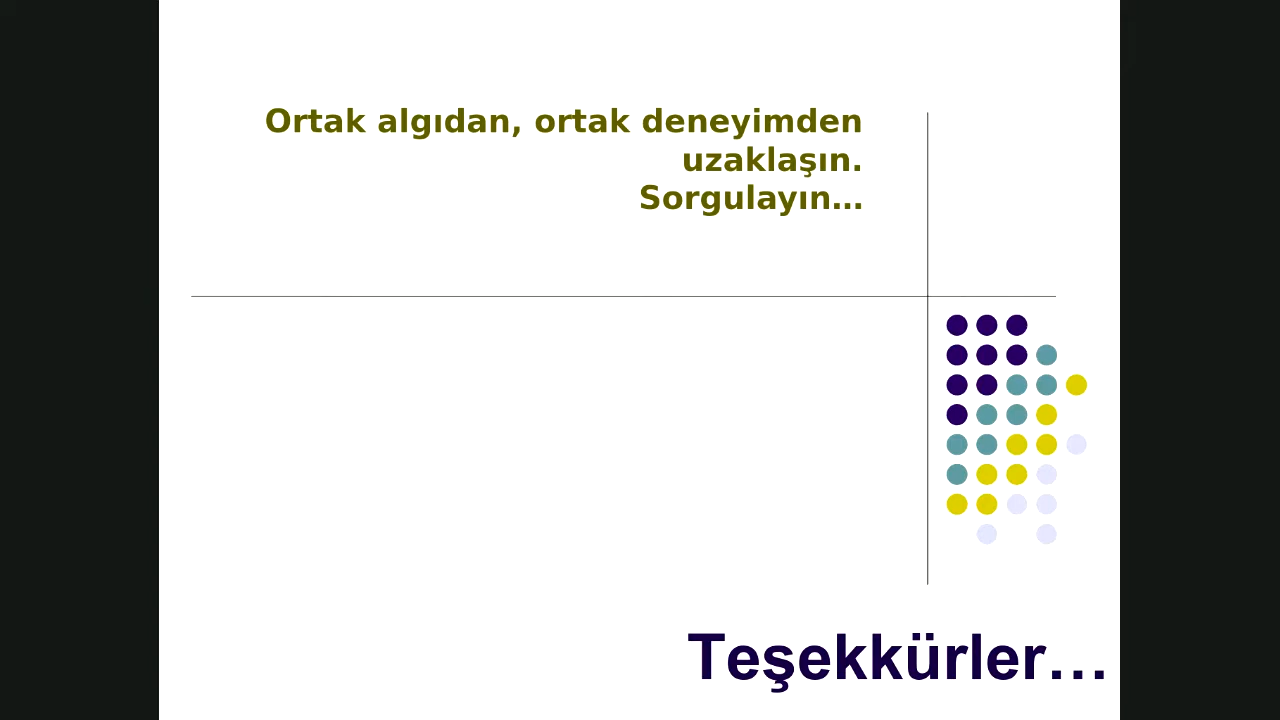 Ortak algıdan, ortak deneyimden
uzaklaşın.
Sorgulayın…
Teşekkürler…